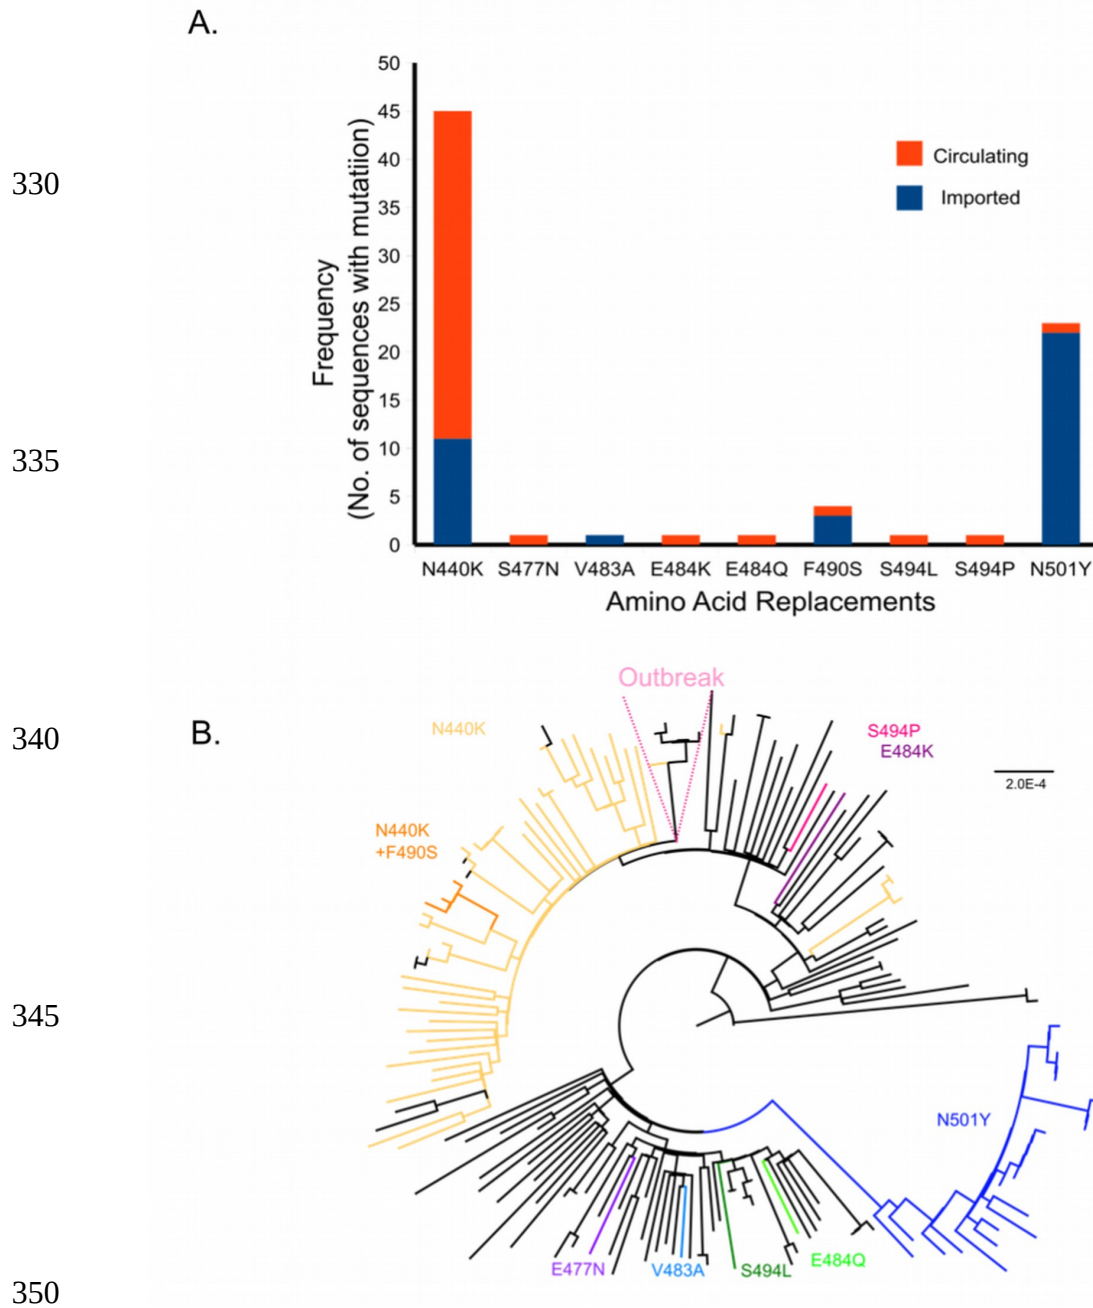 A.
50
45
40
35
30
25
20
15
10
5
0
Frequency
(No. of sequences with mutatiion)
Circulating
Imported
N440K S477N V483A E484K E484Q F490S S494L S494P N501Y
Amino Acid Replacements
330
335
340
345
350
B.
Outbreak
N440K
S494P
E484K
2.0E-4
N440K
+F490S
N501Y
E477N
V483A
S494L
E484Q